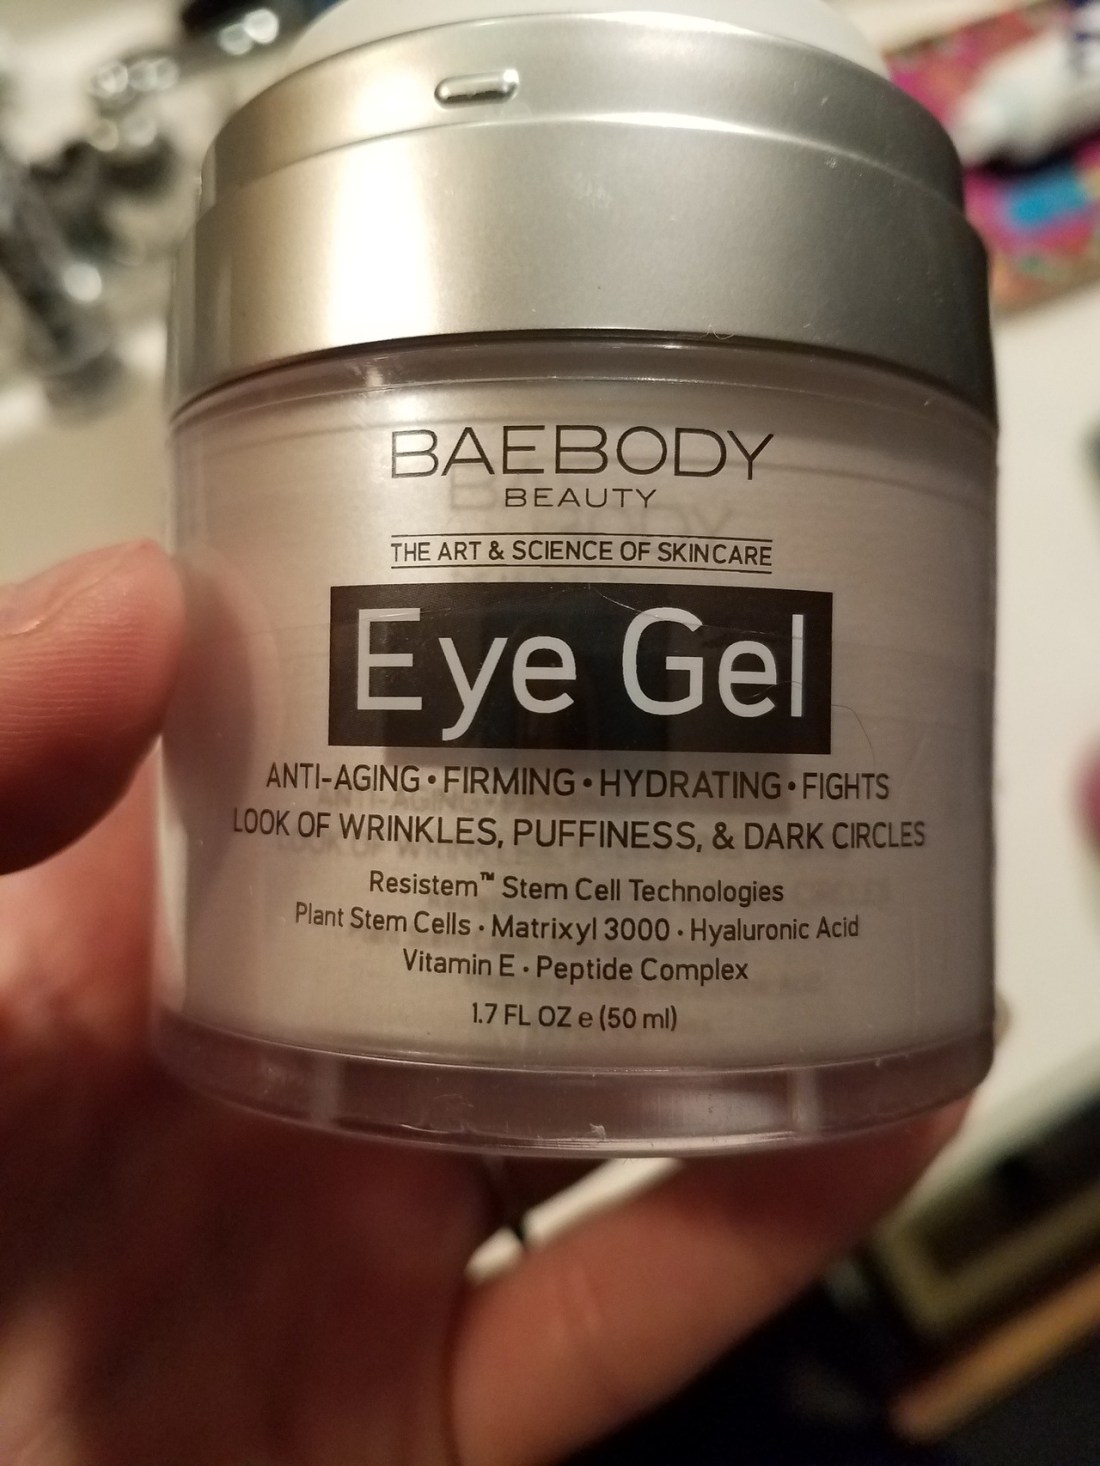 BAEBODY
BEAUTY
THE ART & SCIENCE OF SKINCARE
Eye Gel
ANTI-AGING • FIRMING • HYDRATING • FIGHTS
LOOK OF WRINKLES, PUFFINESS, & DARK CIRCLES
Resistem™ Stem Cell Technologies
Plant Stem Cells • Matrixyl 3000 • Hyaluronic Acid
Vitamin E • Peptide Complex
1.7 FL OZ e (50 ml)